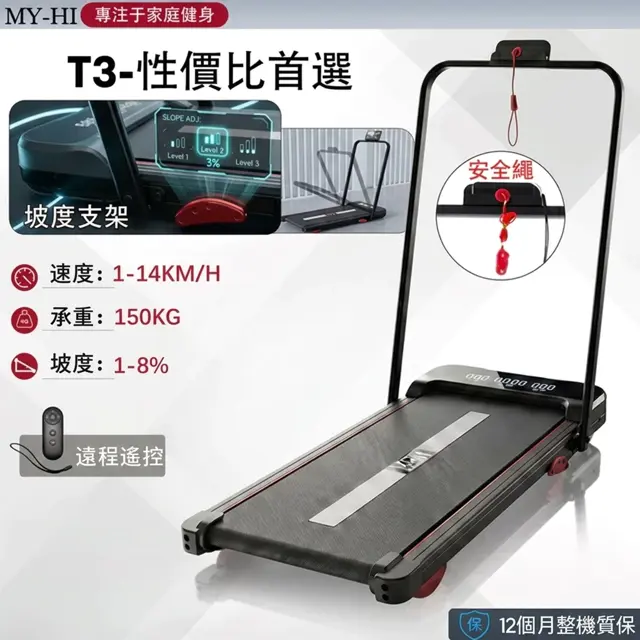 MY-HI 專注于家庭健身
T3-性價比首選
SLOPE ADJ:
Level 1
Level 2
Level 3
3%
坡度支架
安全繩
速度：1-14KM/H
承重：150KG
坡度：1-8%
遠程遙控
保 12個月整機質保